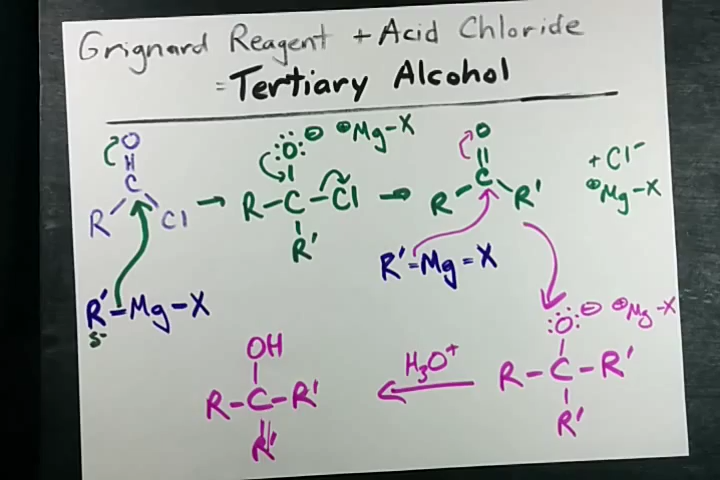 Grignard Reagent + Acid Chloride
= Tertiary Alcohol
O
C
R Cl
R'-Mg-X
δ-
:Ö: ⊖ ⊕Mg-X
R-C-Cl
R'
O
C
R R'
R'-Mg=X
+ Cl⁻
⊕Mg-X
:Ö: ⊖ ⊕Mg-X
R-C-R'
R'
H₃O⁺
OH
R-C-R'
R'